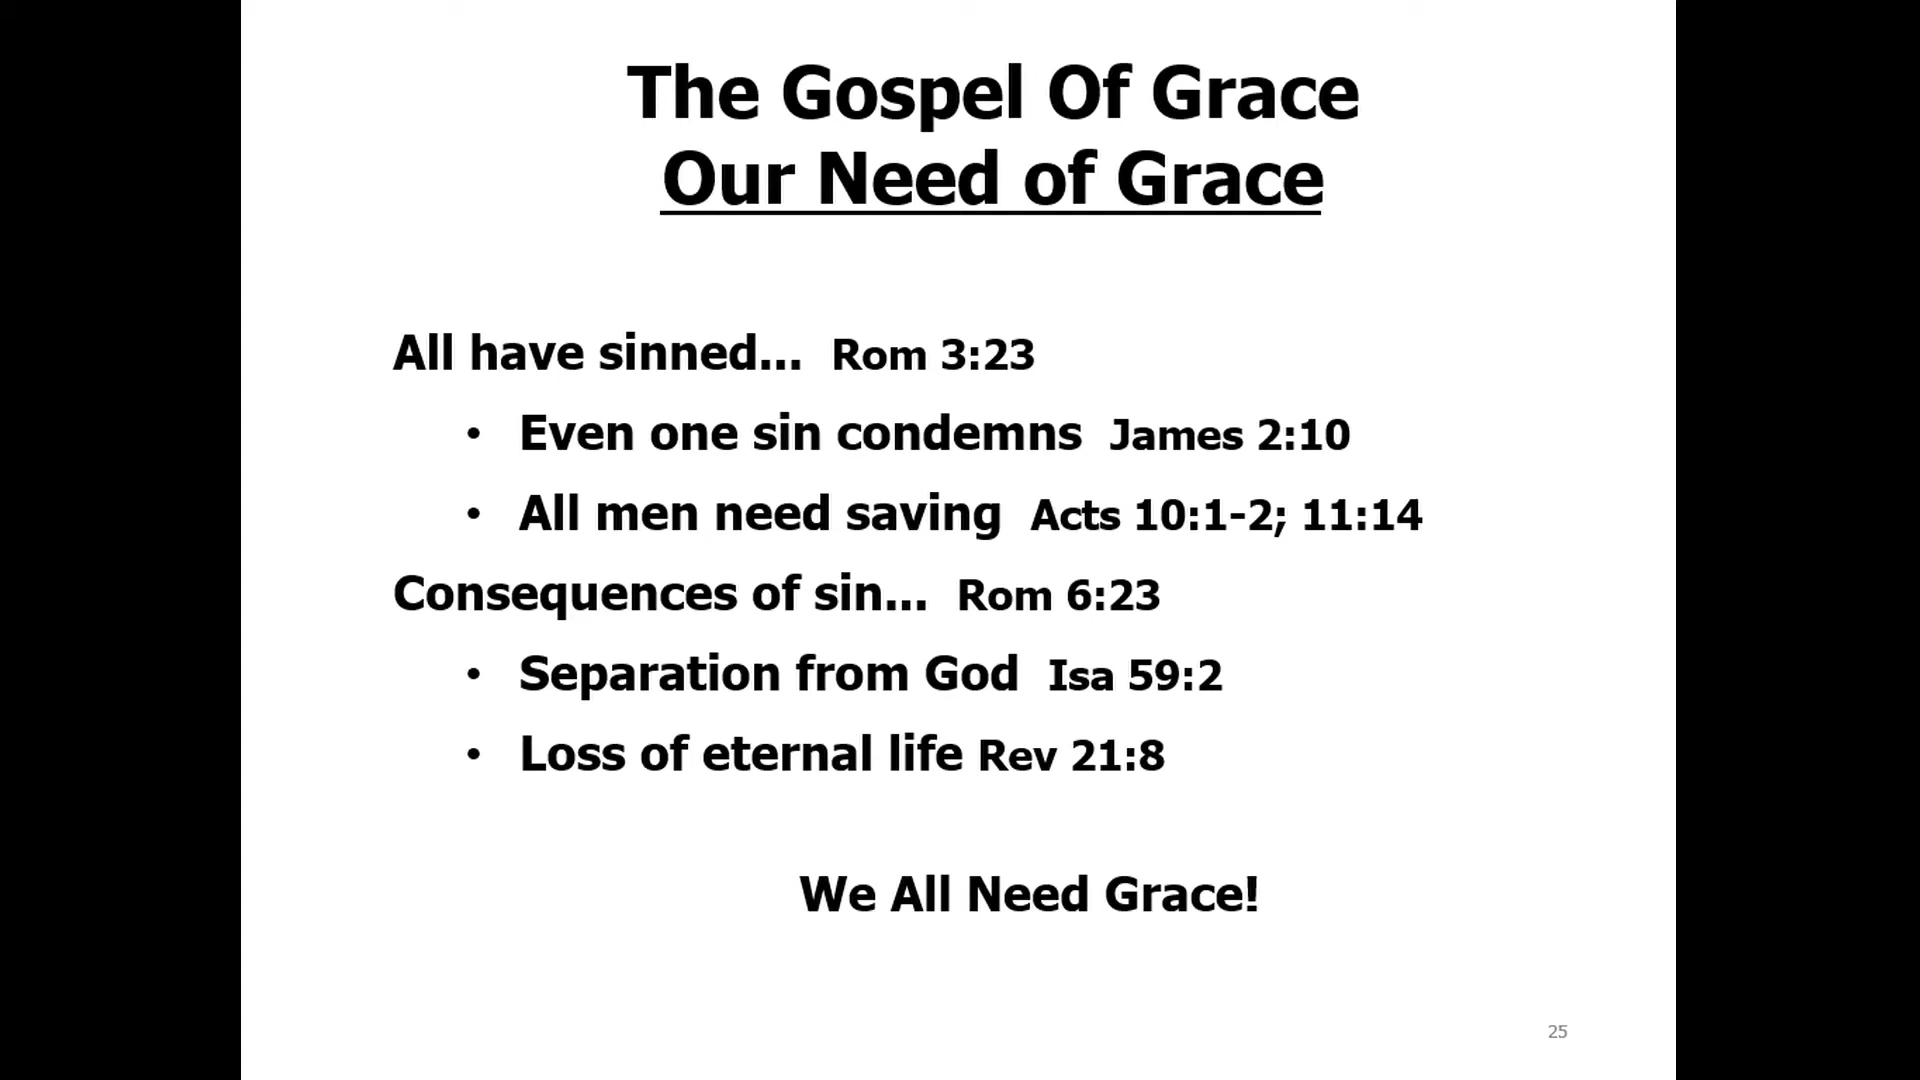 The Gospel Of Grace
Our Need of Grace
All have sinned... Rom 3:23
• Even one sin condemns James 2:10
• All men need saving Acts 10:1-2; 11:14
Consequences of sin... Rom 6:23
• Separation from God Isa 59:2
• Loss of eternal life Rev 21:8
We All Need Grace!
25